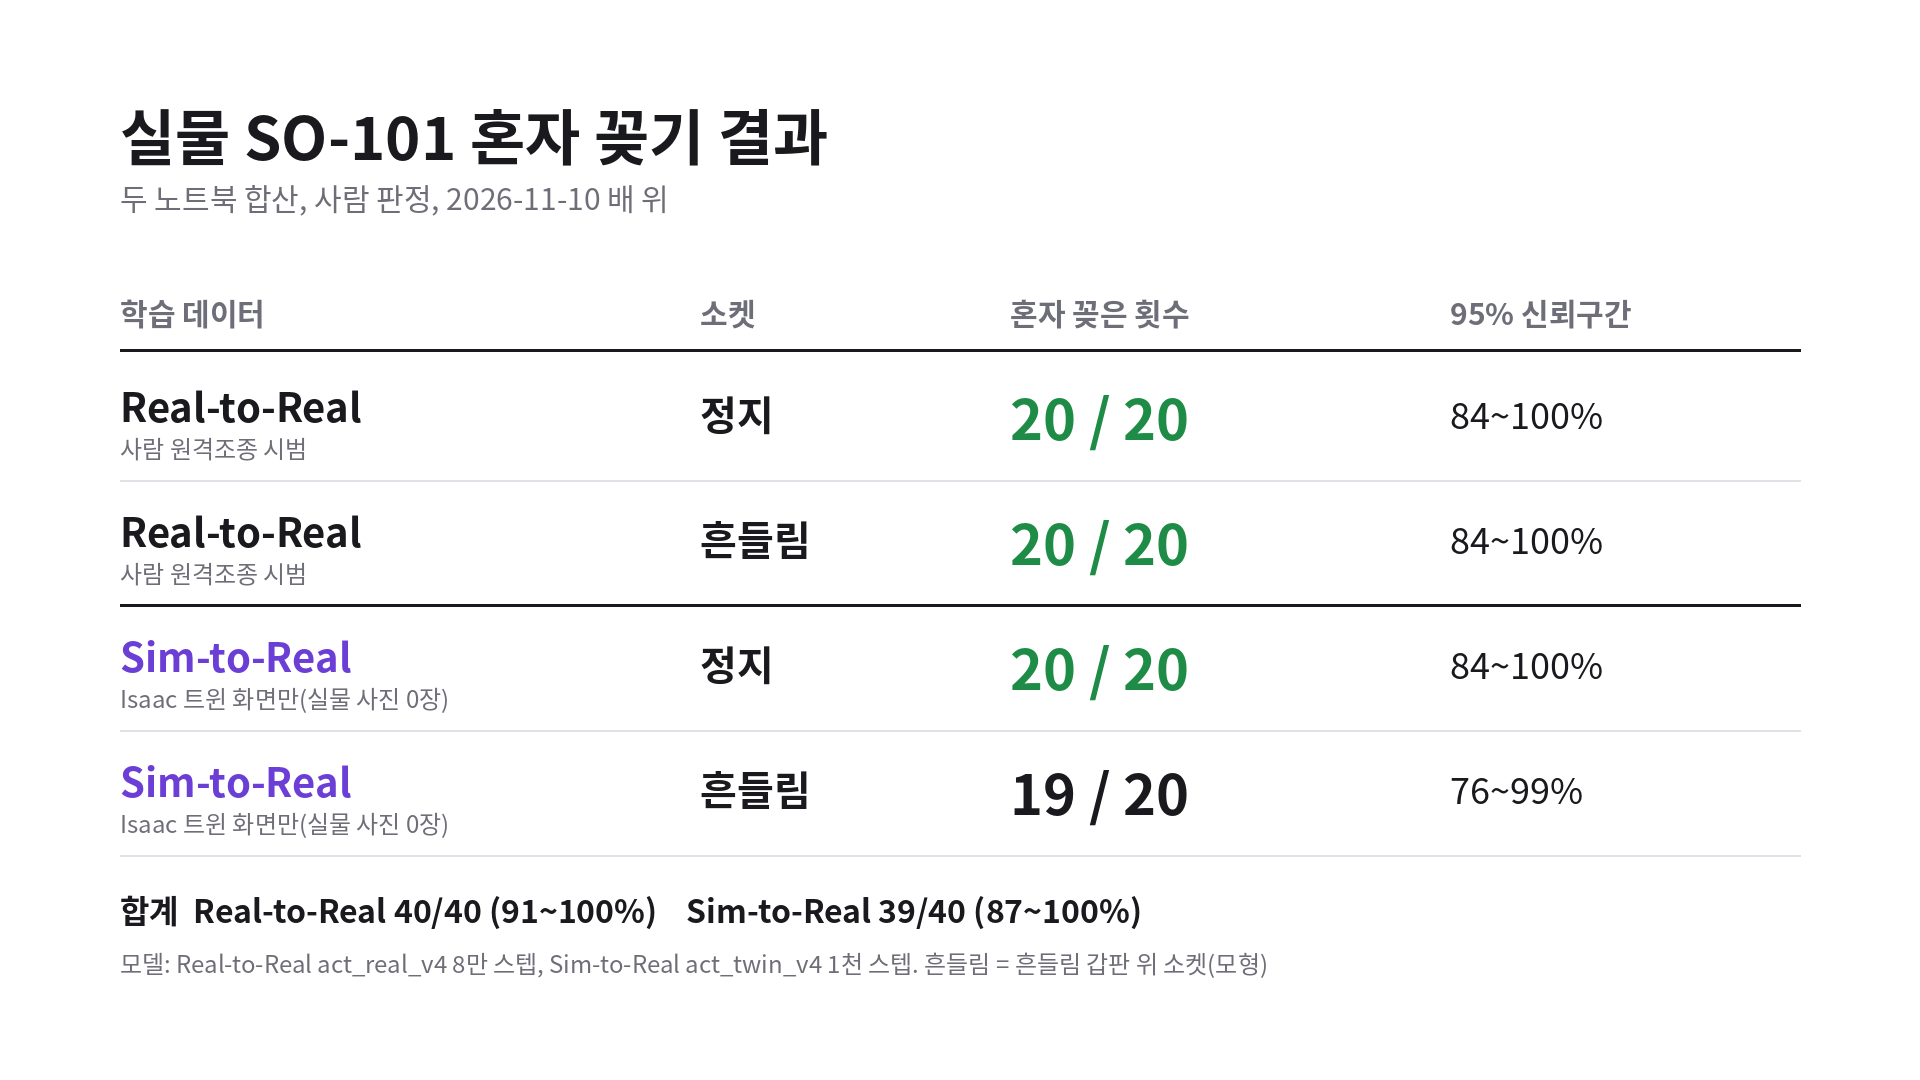 실물 SO-101 혼자 꽂기 결과
두 노트북 합산, 사람 판정, 2026-11-10 배 위
학습 데이터 소켓 혼자 꽂은 횟수 95% 신뢰구간
Real-to-Real 정지 20 / 20 84~100%
사람 원격조종 시범
Real-to-Real 흔들림 20 / 20 84~100%
사람 원격조종 시범
Sim-to-Real 정지 20 / 20 84~100%
Isaac 트윈 화면만(실물 사진 0장)
Sim-to-Real 흔들림 19 / 20 76~99%
Isaac 트윈 화면만(실물 사진 0장)
합계 Real-to-Real 40/40 (91~100%) Sim-to-Real 39/40 (87~100%)
모델: Real-to-Real act_real_v4 8만 스텝, Sim-to-Real act_twin_v4 1천 스텝. 흔들림 = 흔들림 갑판 위 소켓(모형)